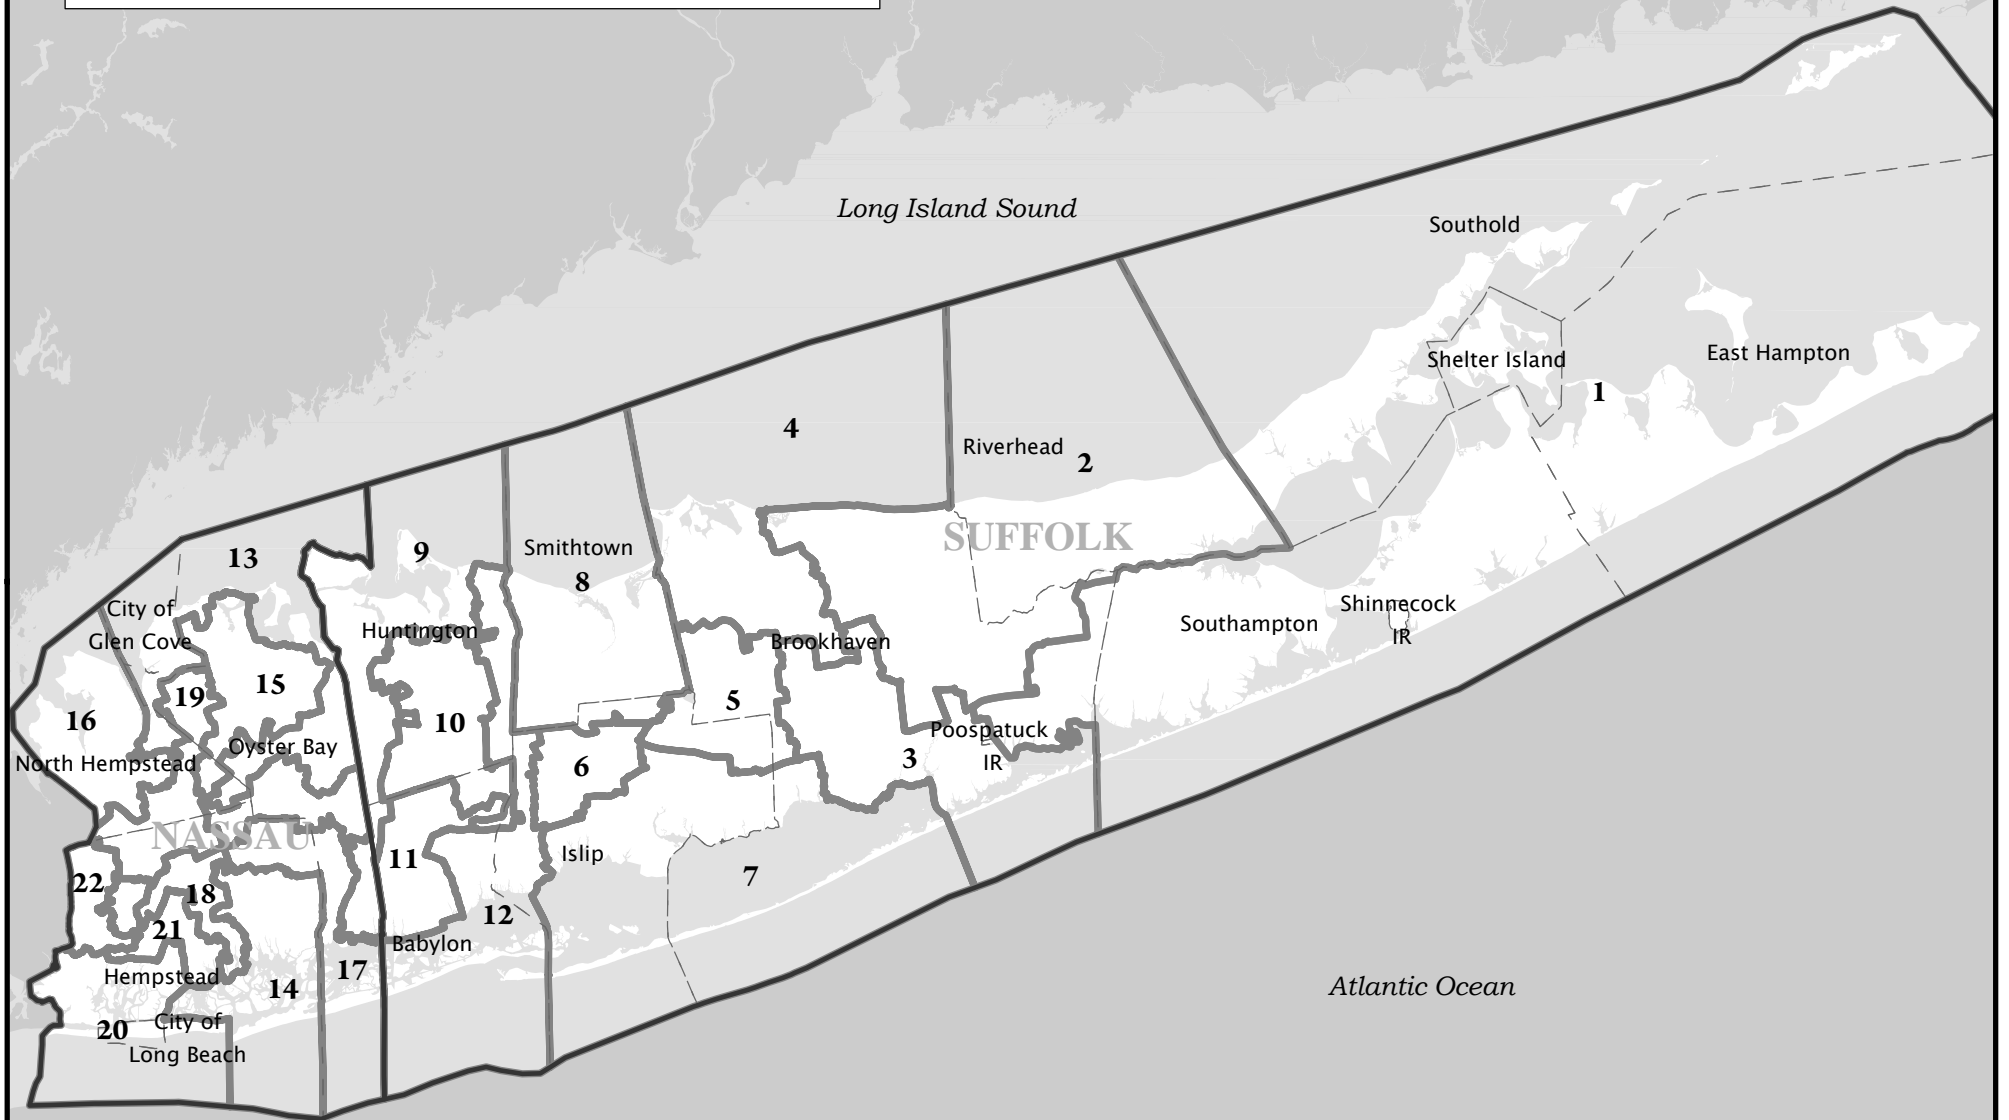 Long Island Sound
Southold
Shelter Island
East Hampton
1
4
Riverhead
2
SUFFOLK
13
9
Smithtown
8
City of
Glen Cove
Huntington
Brookhaven
Southampton
Shinnecock
IR
15
19
16
10
5
Oyster Bay
North Hempstead
Poospatuck
IR
6
3
NASSAU
11
Islip
7
22
18
21
12
Babylon
Hempstead
17
14
Atlantic Ocean
20
City of
Long Beach